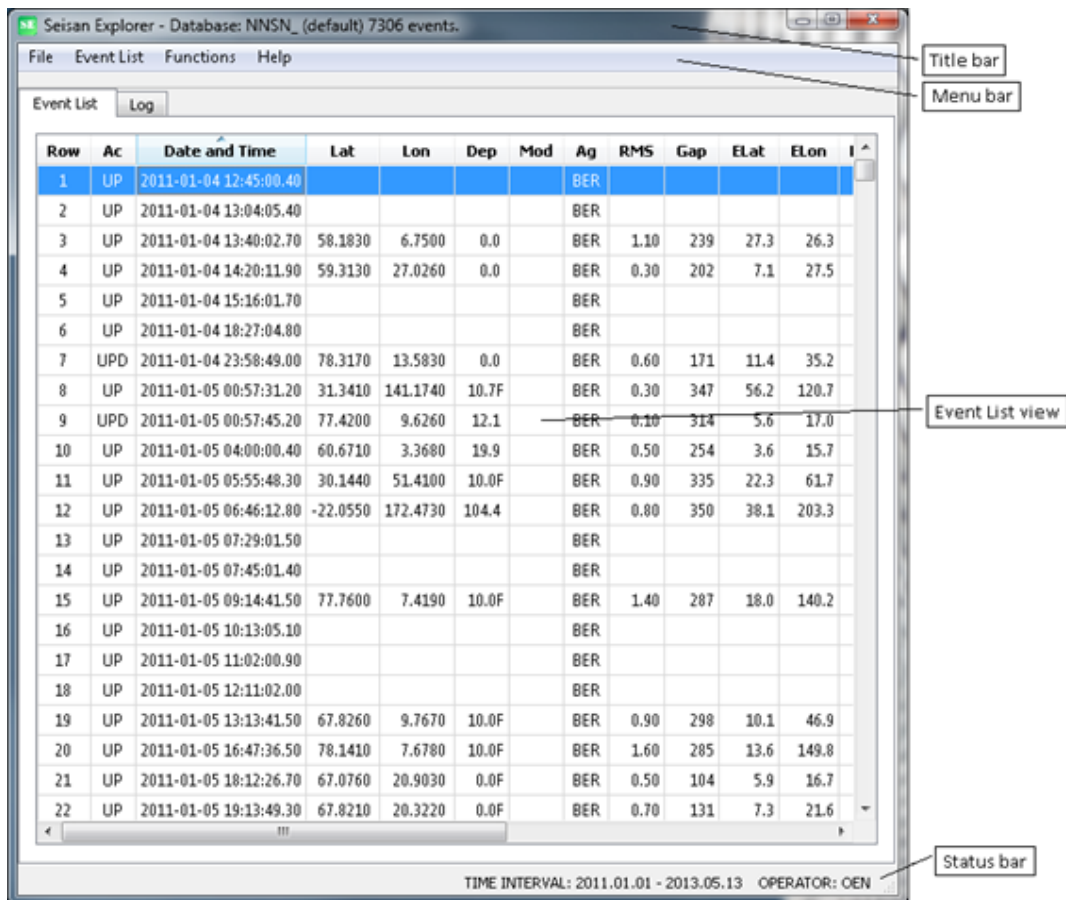 Seisan Explorer - Database: NNSN_ (default) 7306 events.
Title bar
File Event List Functions Help
Menu bar
Event List Log
Row Ac Date and Time Lat Lon Dep Mod Ag RMS Gap ELat ELon
1 UP 2011-01-04 12:45:00.40 BER
2 UP 2011-01-04 13:04:05.40 BER
3 UP 2011-01-04 13:40:02.70 58.1830 6.7500 0.0 BER 1.10 239 27.3 26.3
4 UP 2011-01-04 14:20:11.90 59.3130 27.0260 0.0 BER 0.30 202 7.1 27.5
5 UP 2011-01-04 15:16:01.70 BER
6 UP 2011-01-04 18:27:04.80 BER
7 UPD 2011-01-04 23:58:49.00 78.3170 13.5830 0.0 BER 0.60 171 11.4 35.2
8 UP 2011-01-05 00:57:31.20 31.3410 141.1740 10.7F BER 0.30 347 56.2 120.7
9 UPD 2011-01-05 00:57:45.20 77.4200 9.6260 12.1 BER 0.10 314 5.6 17.0
Event List view
10 UP 2011-01-05 04:00:00.40 60.6710 3.3680 19.9 BER 0.50 254 3.6 15.7
11 UP 2011-01-05 05:55:48.30 30.1440 51.4100 10.0F BER 0.90 335 22.3 61.7
12 UP 2011-01-05 06:46:12.80 -22.0550 172.4730 104.4 BER 0.80 350 38.1 203.3
13 UP 2011-01-05 07:29:01.50 BER
14 UP 2011-01-05 07:45:01.40 BER
15 UP 2011-01-05 09:14:41.50 77.7600 7.4190 10.0F BER 1.40 287 18.0 140.2
16 UP 2011-01-05 10:13:05.10 BER
17 UP 2011-01-05 11:02:00.90 BER
18 UP 2011-01-05 12:11:02.00 BER
19 UP 2011-01-05 13:13:41.50 67.8260 9.7670 10.0F BER 0.90 298 10.1 46.9
20 UP 2011-01-05 16:47:36.50 78.1410 7.6780 10.0F BER 1.60 285 13.6 149.8
21 UP 2011-01-05 18:12:26.70 67.0760 20.9030 0.0F BER 0.50 104 5.9 16.7
22 UP 2011-01-05 19:13:49.30 67.8210 20.3220 0.0F BER 0.70 131 7.3 21.6
Status bar
TIME INTERVAL: 2011.01.01 - 2013.05.13 OPERATOR: OEN